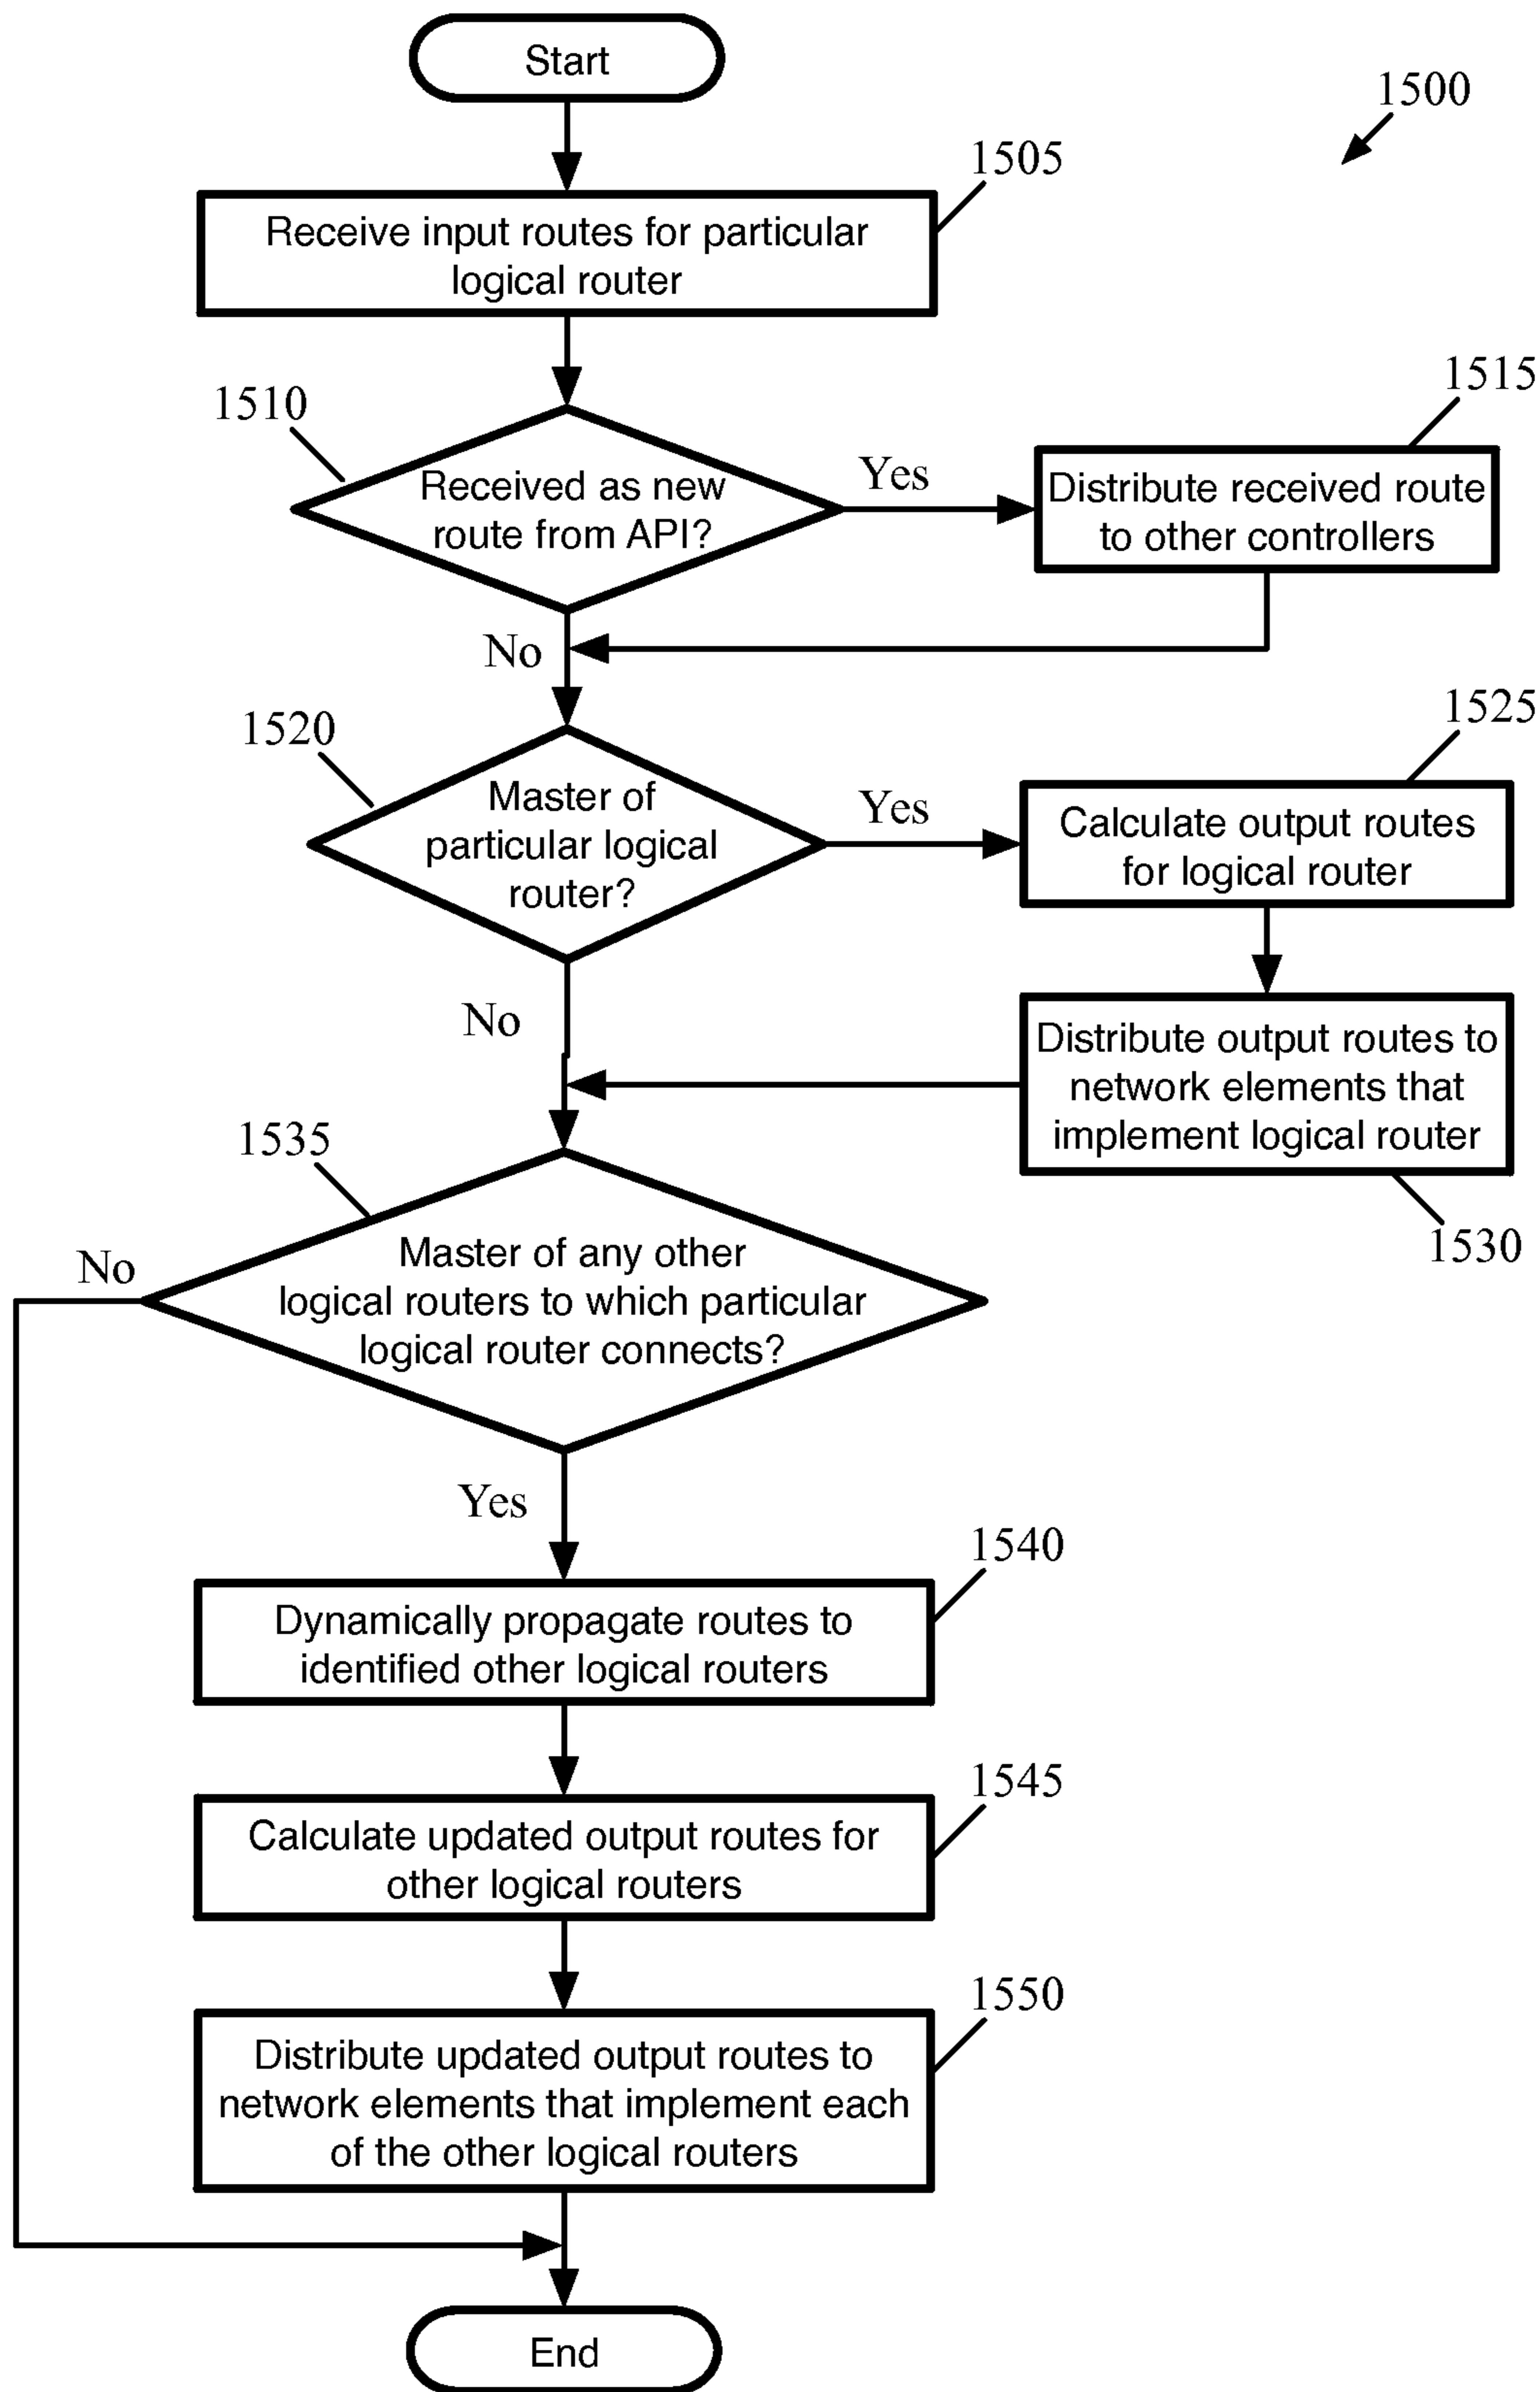 Start
1500
1505
Receive input routes for particular
logical router
1510
Received as new
route from API?
Yes
1515
Distribute received route
to other controllers
No
1520
Master of
particular logical
router?
Yes
1525
Calculate output routes
for logical router
No
Distribute output routes to
network elements that
implement logical router
1530
1535
Master of any other
logical routers to which particular
logical router connects?
No
Yes
1540
Dynamically propagate routes to
identified other logical routers
1545
Calculate updated output routes for
other logical routers
1550
Distribute updated output routes to
network elements that implement each
of the other logical routers
End